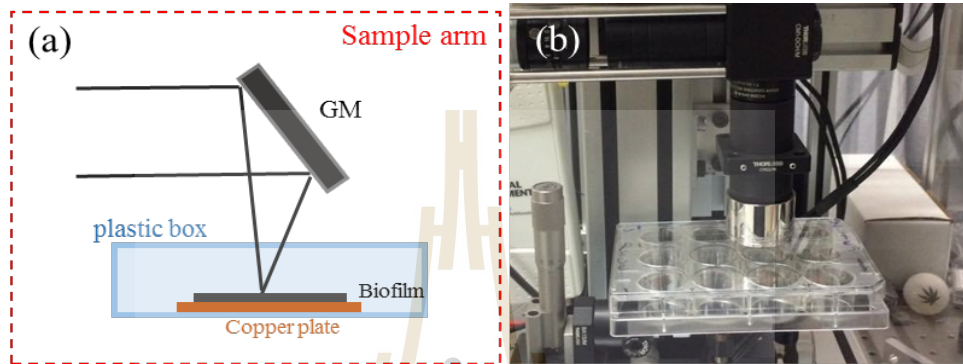 (a)
Sample arm
GM
plastic box
Biofilm
Copper plate
(b)
THORLABS